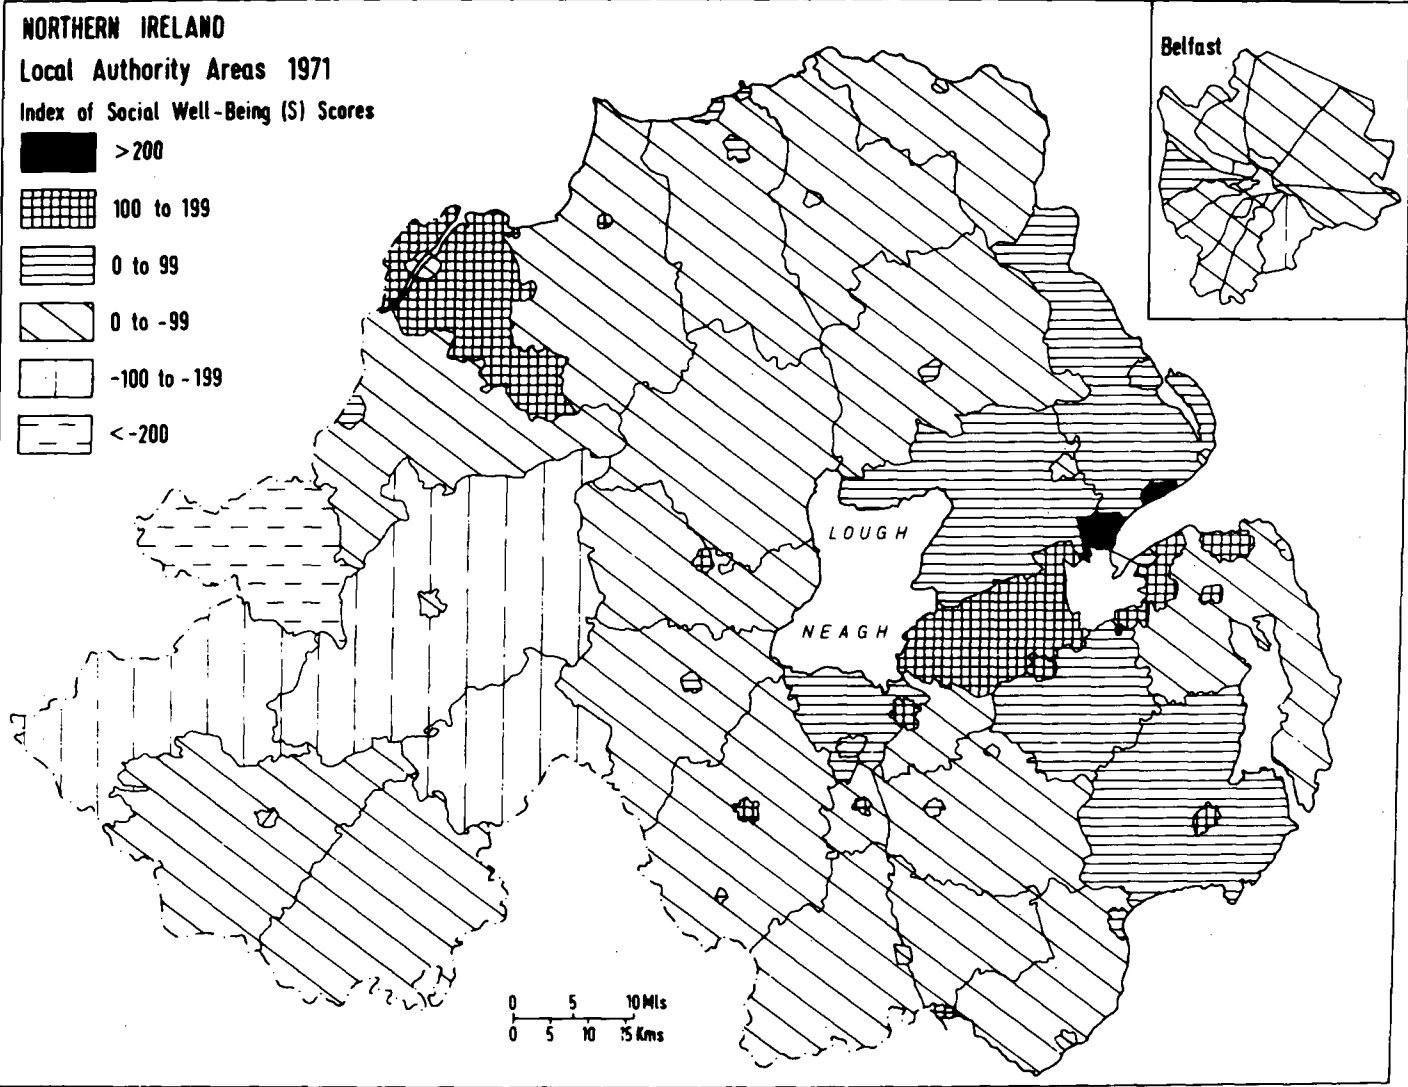 NORTHERN IRELAND
Local Authority Areas 1971
Index of Social Well-Being (S) Scores
>200
100 to 199
0 to 99
0 to -99
-100 to -199
<-200
Belfast
LOUGH
NEAGH
0 5 10 Mls
0 5 10 15 Kms